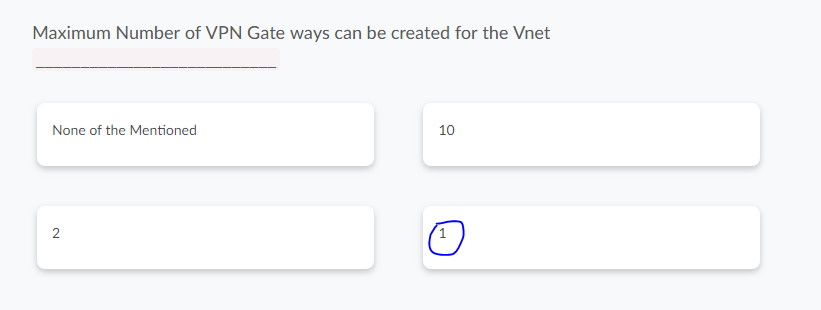 Maximum Number of VPN Gate ways can be created for the Vnet
___________________________
None of the Mentioned
10
2
1